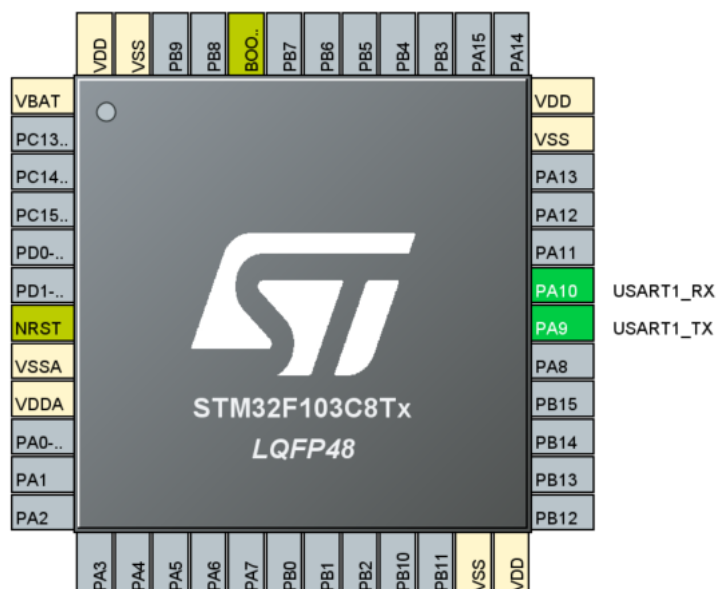 VDD
VSS
PB9
PB8
BOO..
PB7
PB6
PB5
PB4
PB3
PA15
PA14
VBAT
PC13..
PC14..
PC15..
PD0-..
PD1-..
NRST
VSSA
VDDA
PA0-..
PA1
PA2
VDD
VSS
PA13
PA12
PA11
PA10 USART1_RX
PA9 USART1_TX
PA8
PB15
PB14
PB13
PB12
ST
STM32F103C8Tx
LQFP48
PA3
PA4
PA5
PA6
PA7
PB0
PB1
PB2
PB10
PB11
VSS
VDD